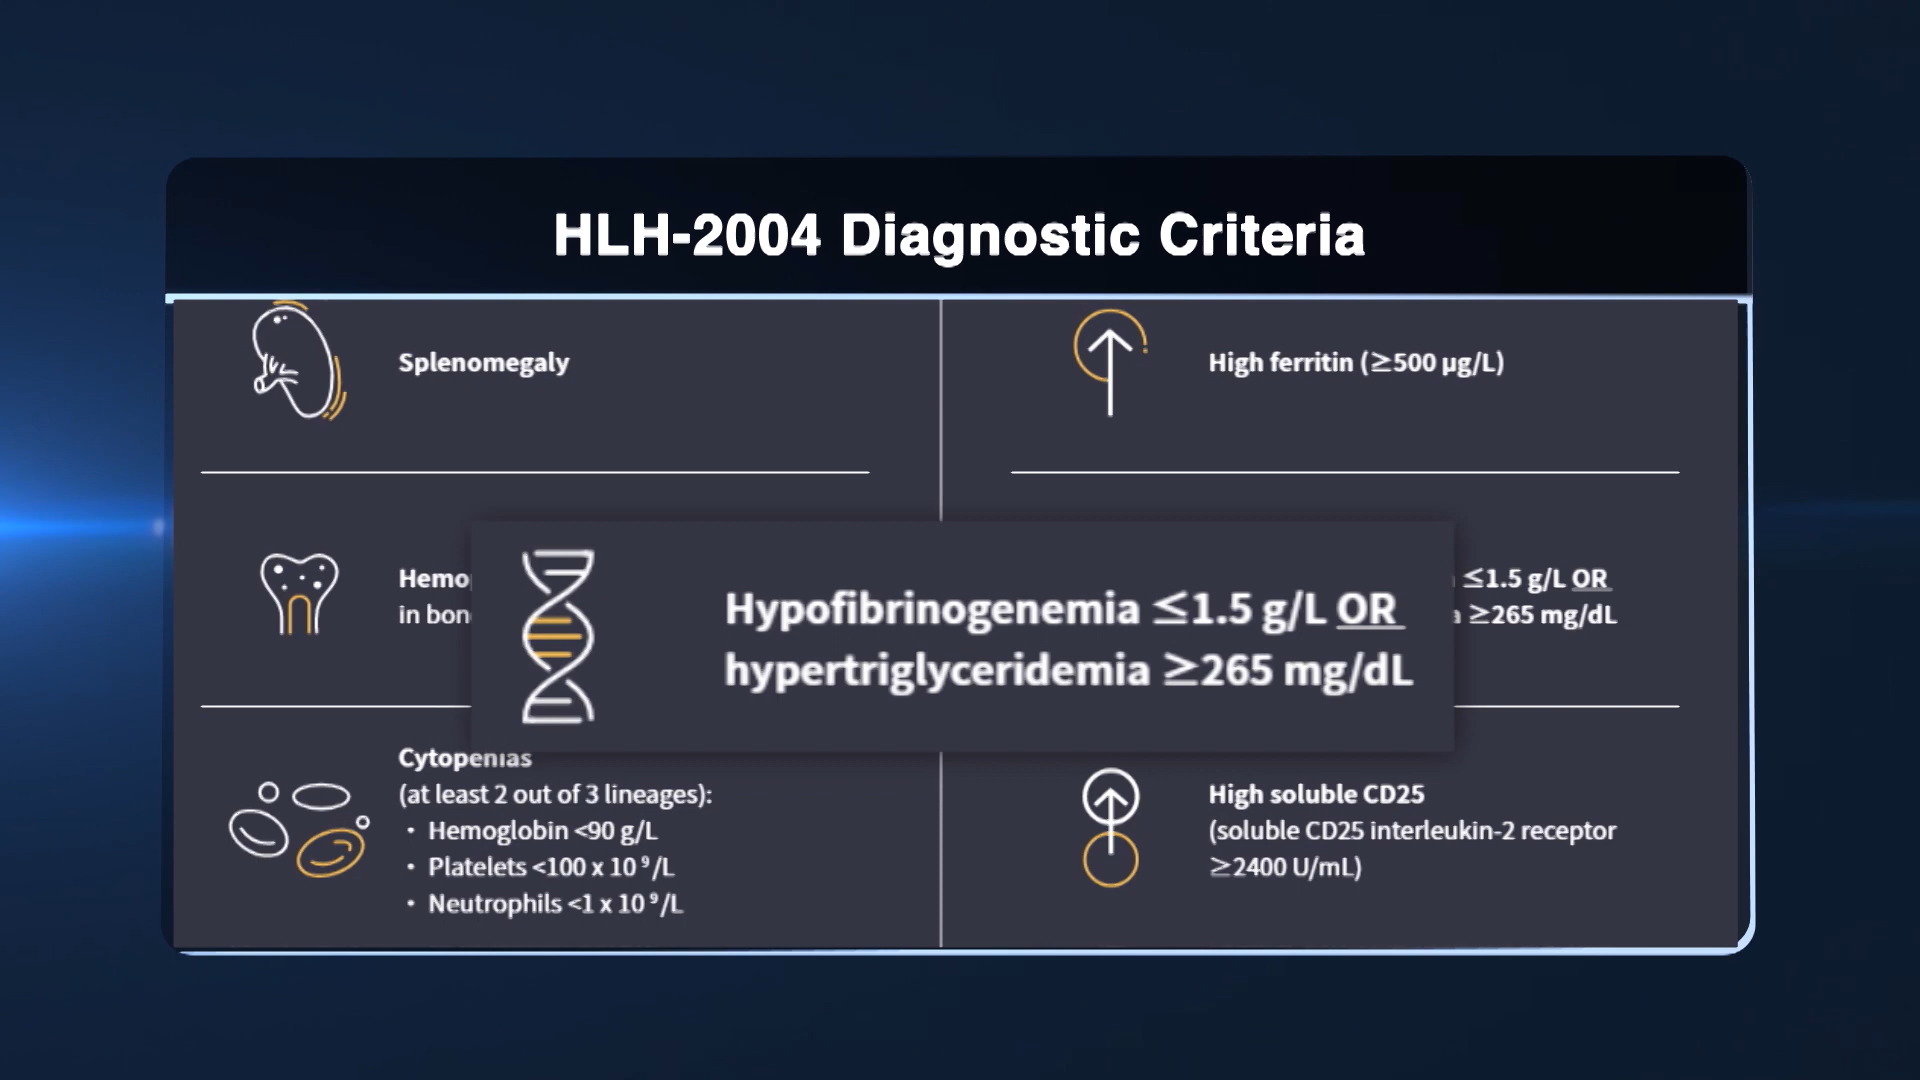 HLH-2004 Diagnostic Criteria
Splenomegaly
High ferritin (≥500 µg/L)
in
Hypofibrinogenemia ≤1.5 g/L OR
hypertriglyceridemia ≥265 mg/dL
≤1.5 g/L OR
≥265 mg/dL
Cytopenias
(at least 2 out of 3 lineages):
• Hemoglobin <90 g/L
• Platelets <100 x 10⁹/L
• Neutrophils <1 x 10⁹/L
High soluble CD25
(soluble CD25 interleukin-2 receptor
≥2400 U/mL)